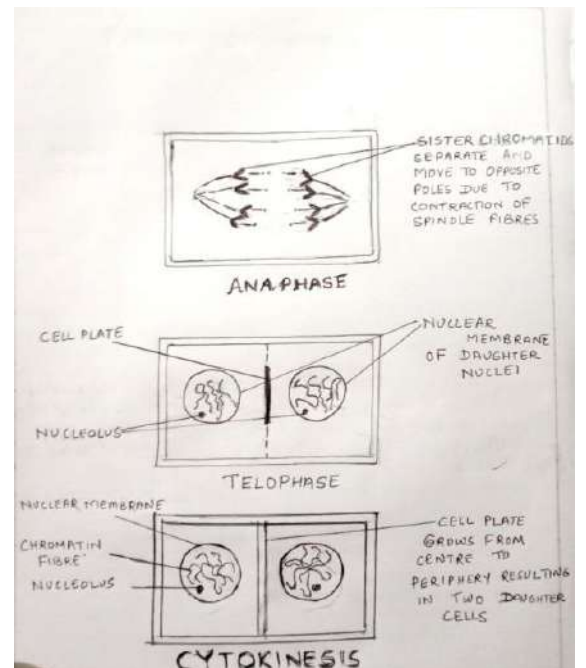 SISTER CHROMATIDS
SEPARATE AND
MOVE TO OPPOSITE
POLES DUE TO
CONTRACTION OF
SPINDLE FIBRES
ANAPHASE
CELL PLATE
NUCLEAR
MEMBRANE
OF DAUGHTER
NUCLEI
NUCLEOLUS
TELOPHASE
NUCLEAR MEMBRANE
CHROMATIN
FIBRE
NUCLEOLUS
CELL PLATE
GROWS FROM
CENTRE TO
PERIPHERY RESULTING
IN TWO DAUGHTER
CELLS
CYTOKINESIS